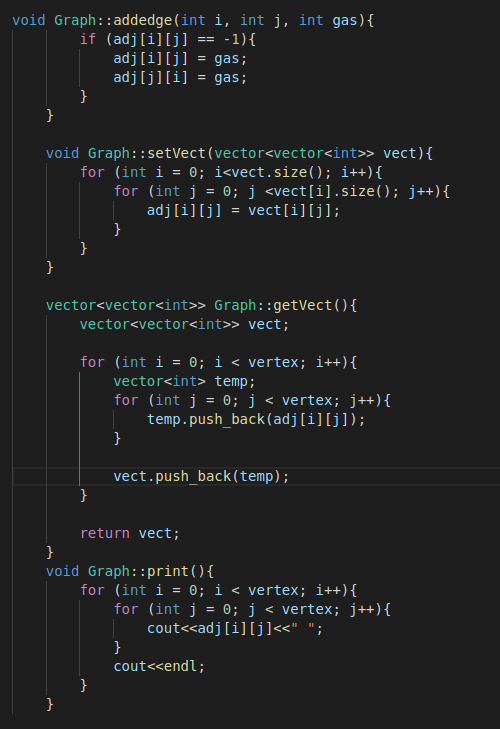 void Graph::addedge(int i, int j, int gas){
        if (adj[i][j] == -1){
            adj[i][j] = gas;
            adj[j][i] = gas;
        }
    }

    void Graph::setVect(vector<vector<int>> vect){
        for (int i = 0; i<vect.size(); i++){
            for (int j = 0; j <vect[i].size(); j++){
                adj[i][j] = vect[i][j];
            }
        }
    }

    vector<vector<int>> Graph::getVect(){
        vector<vector<int>> vect;

        for (int i = 0; i < vertex; i++){
            vector<int> temp;
            for (int j = 0; j < vertex; j++){
                temp.push_back(adj[i][j]);
            }

            vect.push_back(temp);
        }

        return vect;
    }
    void Graph::print(){
        for (int i = 0; i < vertex; i++){
            for (int j = 0; j < vertex; j++){
                cout<<adj[i][j]<<" ";
            }
            cout<<endl;
        }
    }